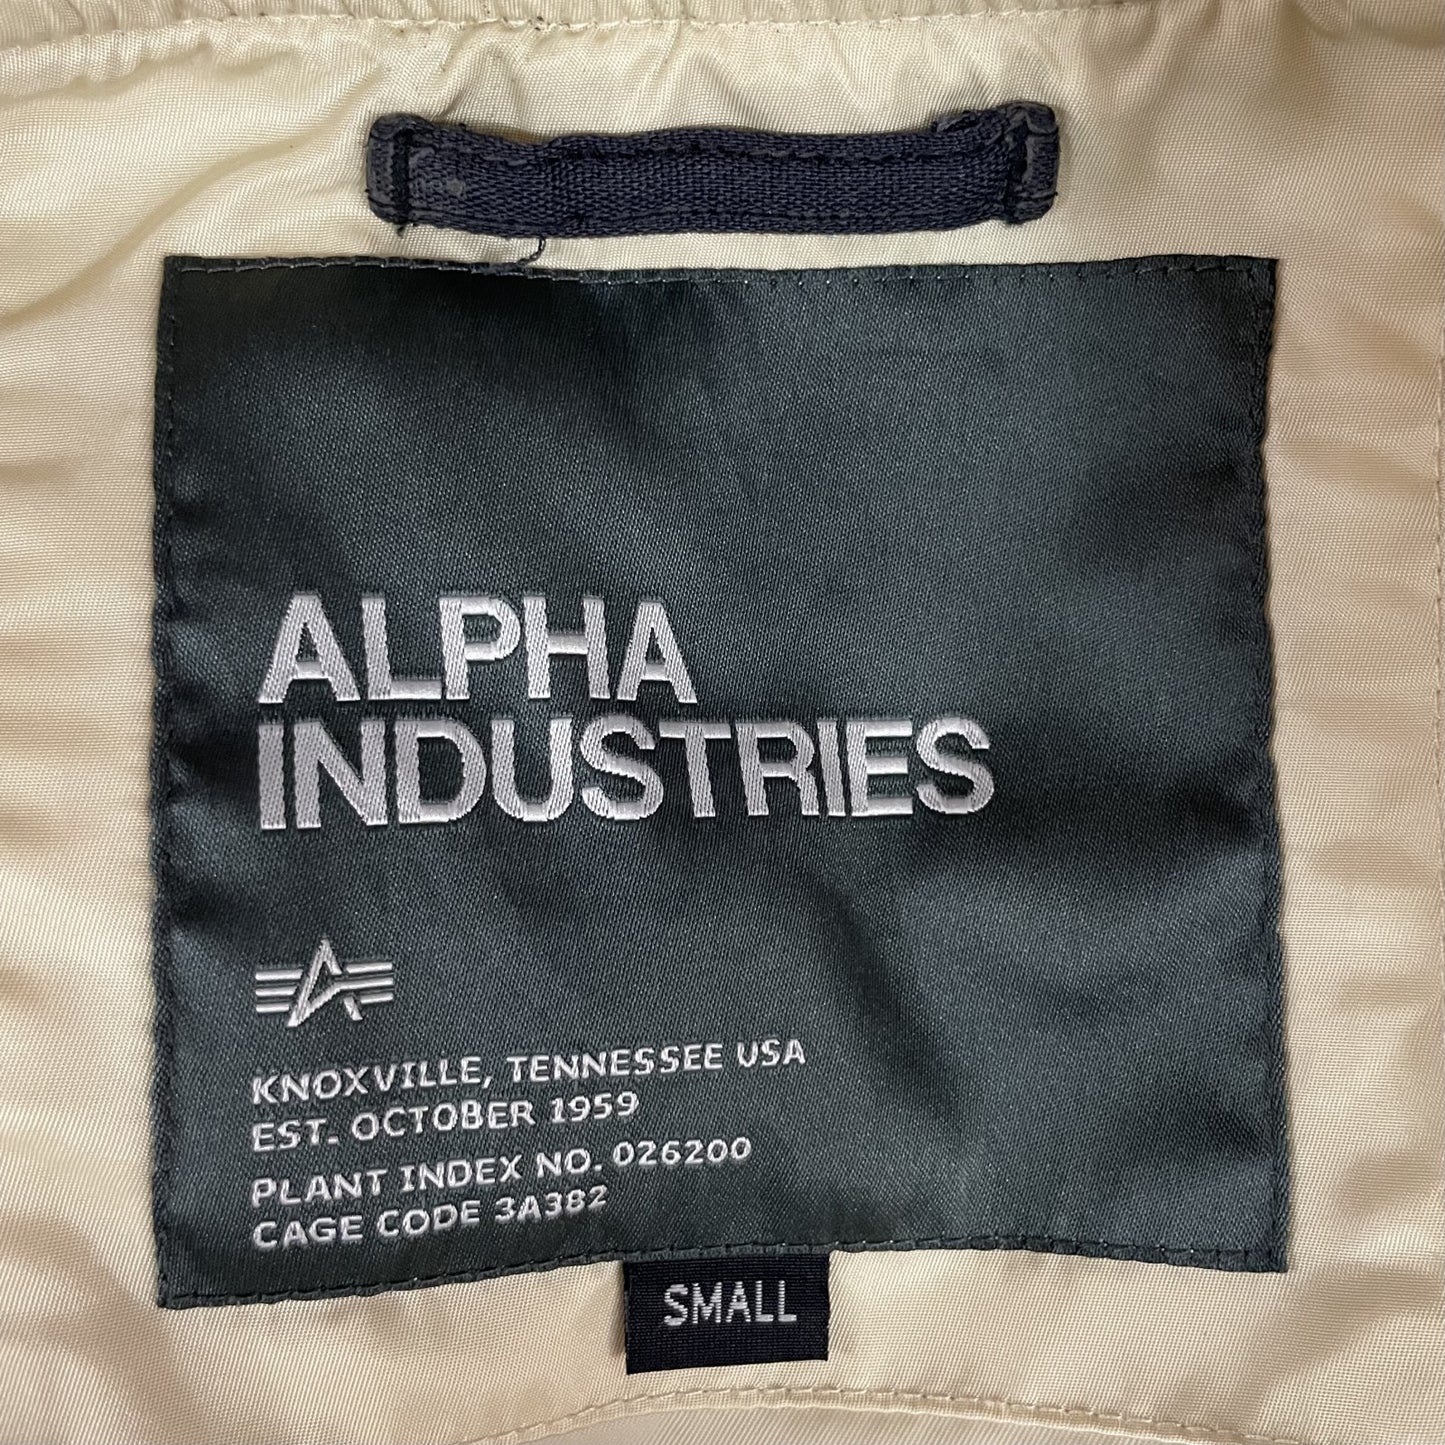 ALPHA
INDUSTRIES
KNOXVILLE, TENNESSEE USA
EST. OCTOBER 1959
PLANT INDEX NO. 026200
CAGE CODE 3A382
SMALL